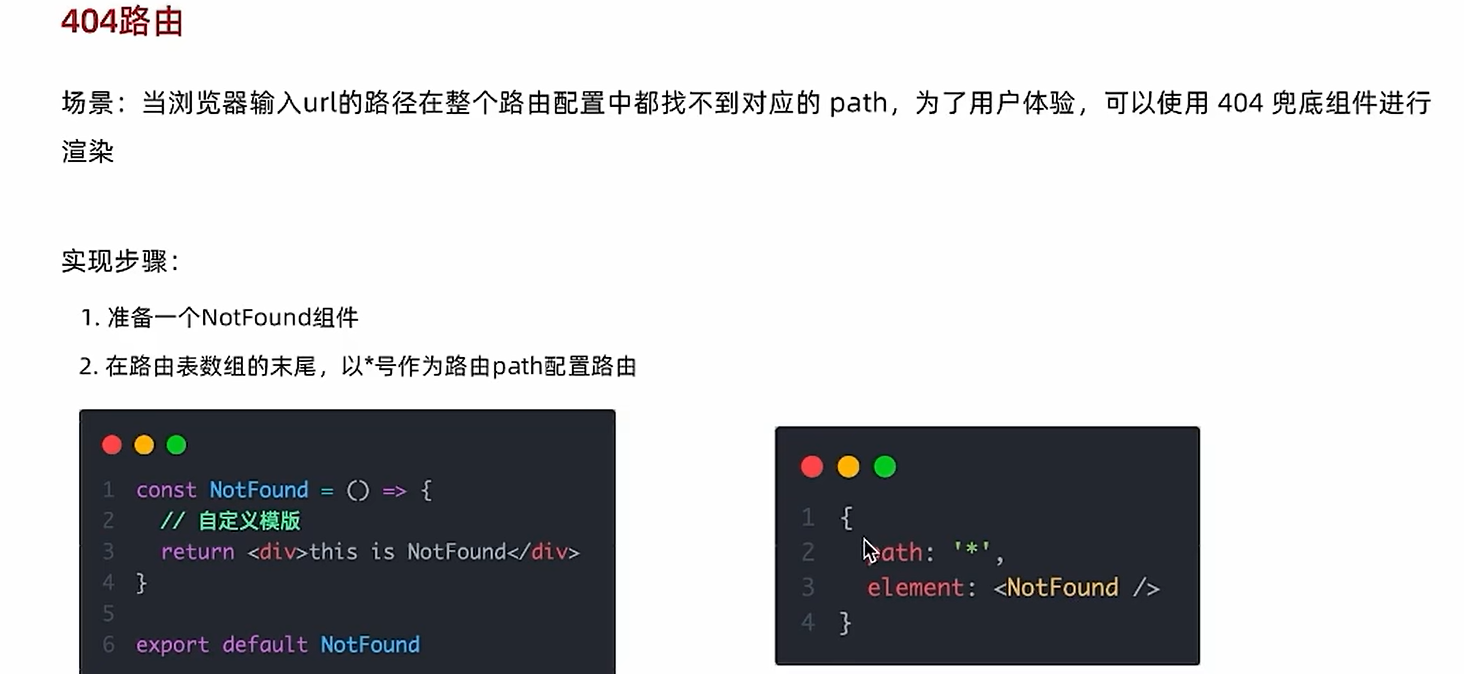 404路由
场景：当浏览器输入url的路径在整个路由配置中都找不到对应的 path，为了用户体验，可以使用 404 兜底组件进行
渲染
实现步骤：
1. 准备一个NotFound组件
2. 在路由表数组的末尾，以*号作为路由path配置路由
1 const NotFound = () => {
2   // 自定义模版
3   return <div>this is NotFound</div>
4 }
5
6 export default NotFound
1 {
2   path: '*',
3   element: <NotFound />
4 }